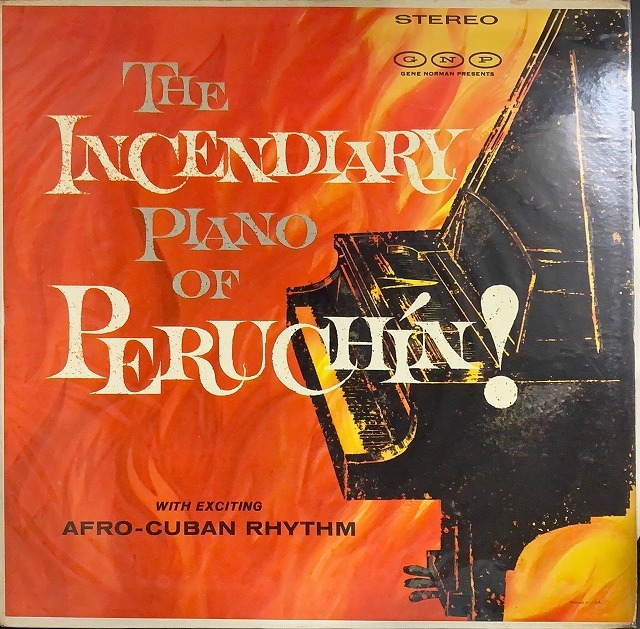 STEREO
GNP
GENE NORMAN PRESENTS
THE
INCENDIARY
PIANO
OF
PERUCHÍN!
WITH EXCITING
AFRO-CUBAN RHYTHM